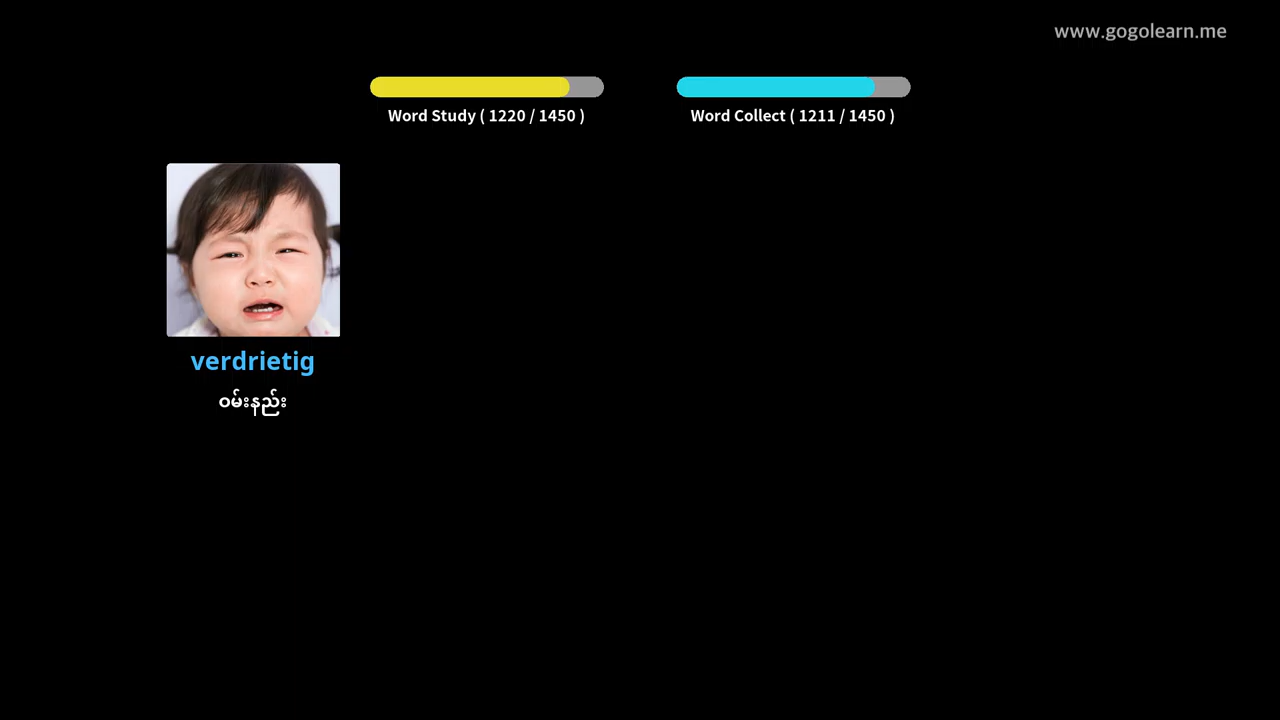 www.gogolearn.me
Word Study ( 1220 / 1450 )
Word Collect ( 1211 / 1450 )
verdrietig
ဝမ်းနည်း